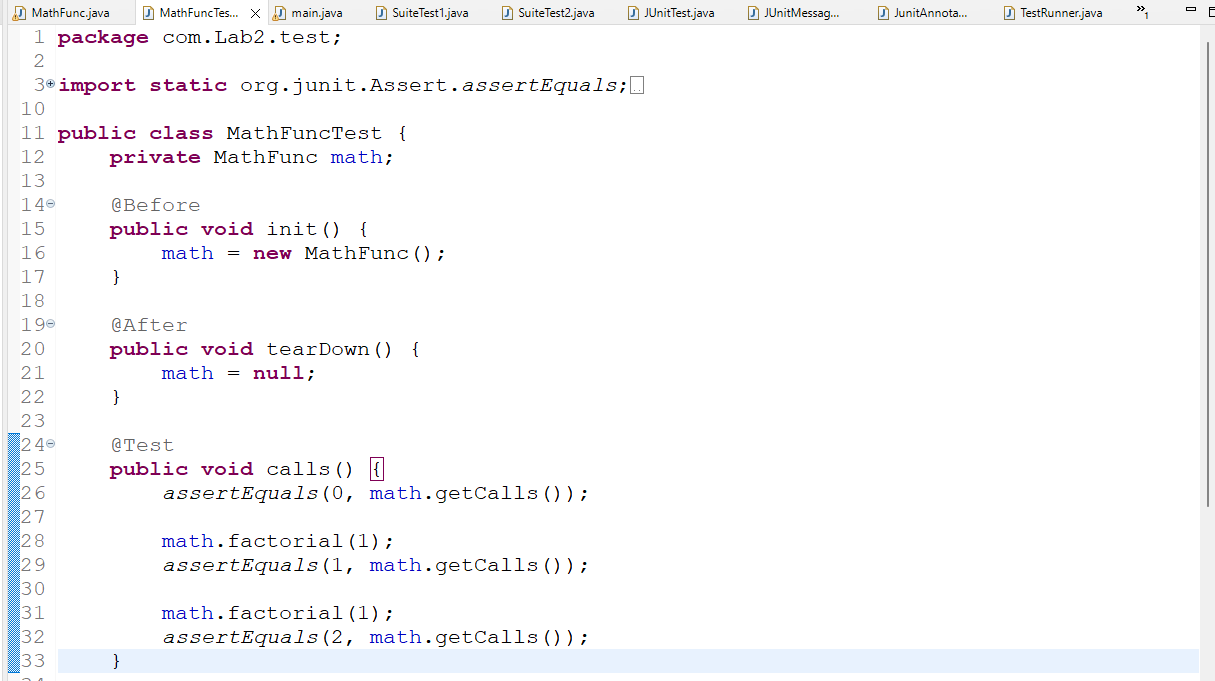 MathFunc.java MathFuncTes... main.java SuiteTest1.java SuiteTest2.java JUnitTest.java JUnitMessag... JunitAnnota... TestRunner.java »1
1 package com.Lab2.test;
2
3 import static org.junit.Assert.assertEquals;
10
11 public class MathFuncTest {
12 private MathFunc math;
13
14 @Before
15 public void init() {
16 math = new MathFunc();
17 }
18
19 @After
20 public void tearDown() {
21 math = null;
22 }
23
24 @Test
25 public void calls() {
26 assertEquals(0, math.getCalls());
27
28 math.factorial(1);
29 assertEquals(1, math.getCalls());
30
31 math.factorial(1);
32 assertEquals(2, math.getCalls());
33 }